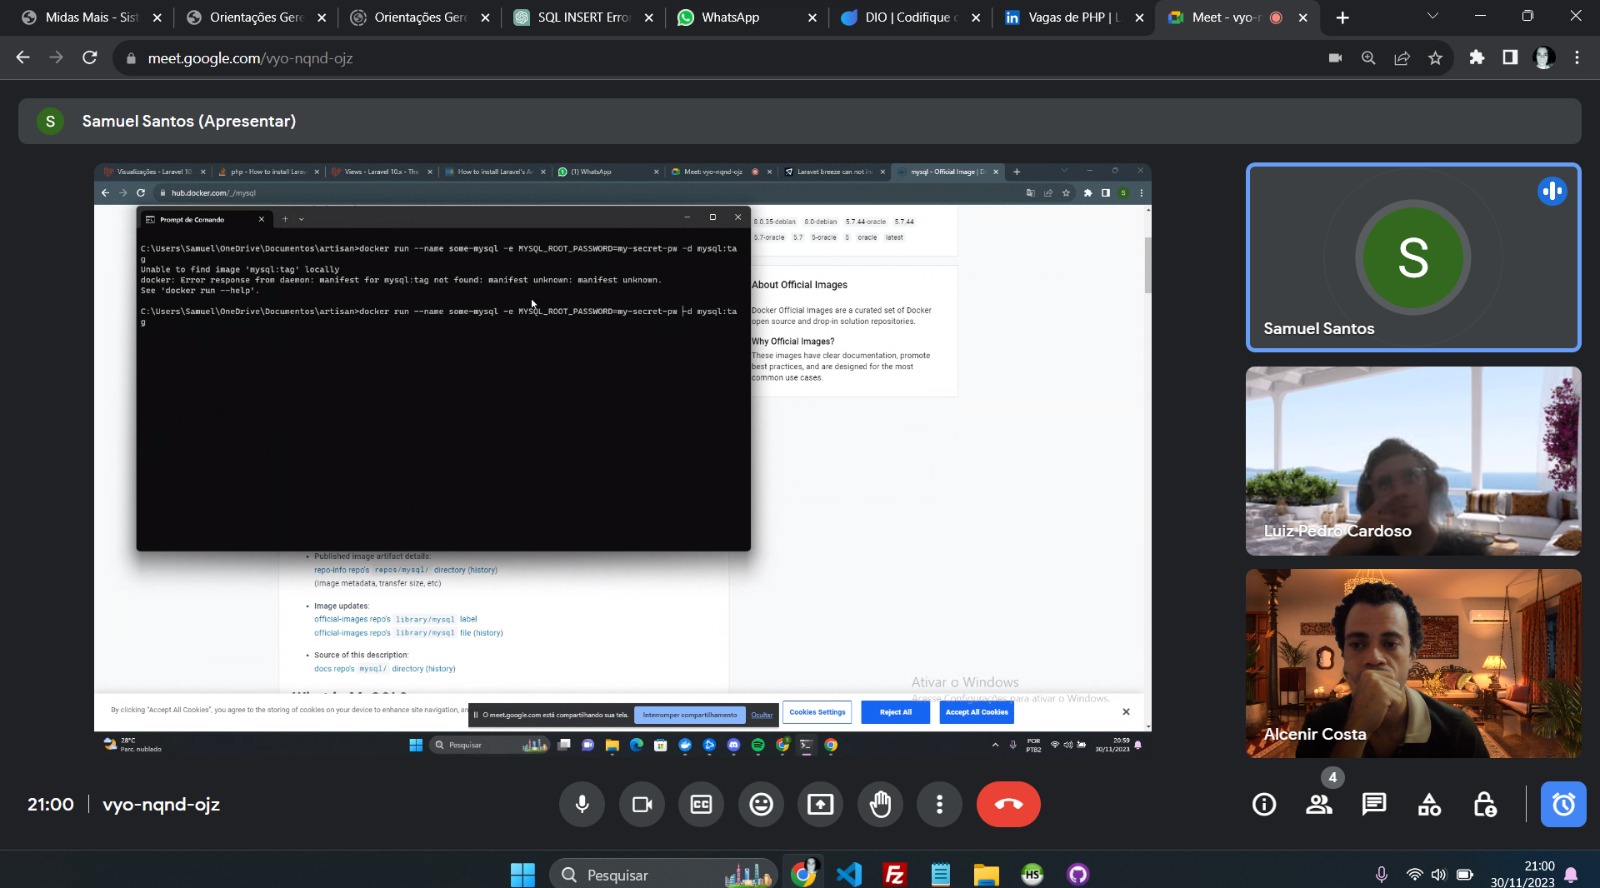 Midas Mais - Sist
Orientações Gere
Orientações Gere
SQL INSERT Error
WhatsApp
DIO | Codifique
Vagas de PHP | L
Meet - vyo-n
meet.google.com/vyo-nqnd-ojz
S
Samuel Santos (Apresentar)
Visualizações - Laravel 10
php - How to install Larav
Views - Laravel 10.x - The
How to install Laravel's A
(1) WhatsApp
Meet: vyo-nqnd-ojz
Laravel breeze can not in
mysql - Official Image | D
hub.docker.com/_/mysql
S
Prompt de Comando
8.0.35-debian 8.0-debian 5.7.44-oracle 5.7.44
5.7-oracle 5.7 5-oracle 5 oracle latest
C:\Users\Samuel\OneDrive\Documentos\artisan>docker run --name some-mysql -e MYSQL_ROOT_PASSWORD=my-secret-pw -d mysql:ta
g
Unable to find image 'mysql:tag' locally
docker: Error response from daemon: manifest for mysql:tag not found: manifest unknown: manifest unknown.
See 'docker run --help'.
C:\Users\Samuel\OneDrive\Documentos\artisan>docker run --name some-mysql -e MYSQL_ROOT_PASSWORD=my-secret-pw -d mysql:ta
g
About Official Images
Docker Official Images are a curated set of Docker
open source and drop-in solution repositories.
Why Official Images?
These images have clear documentation, promote
best practices, and are designed for the most
common use cases.
Published image artifact details:
repo-info repo's repos/mysql/ directory (history)
(image metadata, transfer size, etc)
Image updates:
official-images repo's library/mysql label
official-images repo's library/mysql file (history)
Source of this description:
docs repo's mysql/ directory (history)
Ativar o Windows
Acesse Configurações para ativar o Windows.
By clicking "Accept All Cookies", you agree to the storing of cookies on your device to enhance site navigation, an
O meet.google.com está compartilhando sua tela.
Interromper compartilhamento
Ocultar
Cookies Settings
Reject All
Accept All Cookies
28°C
Parc. nublado
Pesquisar
POR
PTB2
20:59
30/11/2023
S
Samuel Santos
Luiz Pedro Cardoso
Alcenir Costa
21:00
vyo-nqnd-ojz
CC
4
Pesquisar
Fz
HS
21:00
30/11/2023